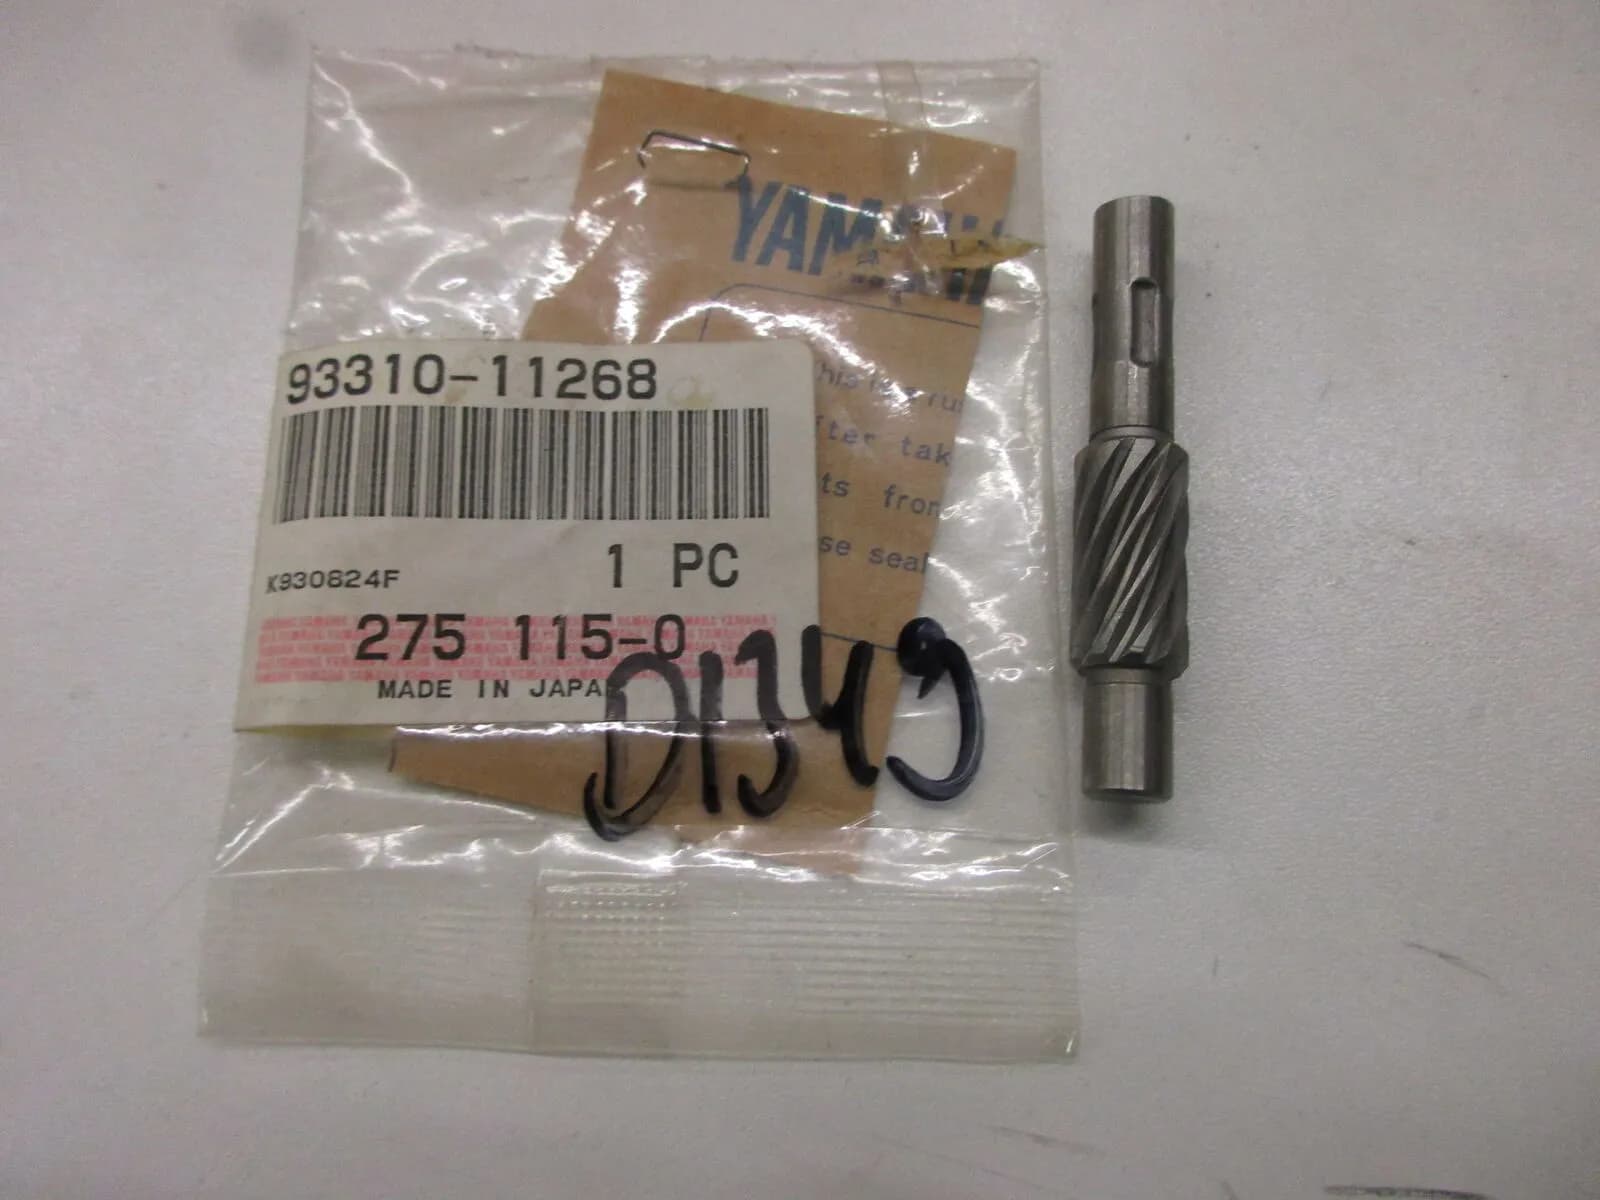 YAMAHA
93310-11268
This is a
after tak
ts from
se seal
1 PC
K930824F
275 115-0
MADE IN JAPAN
D1349